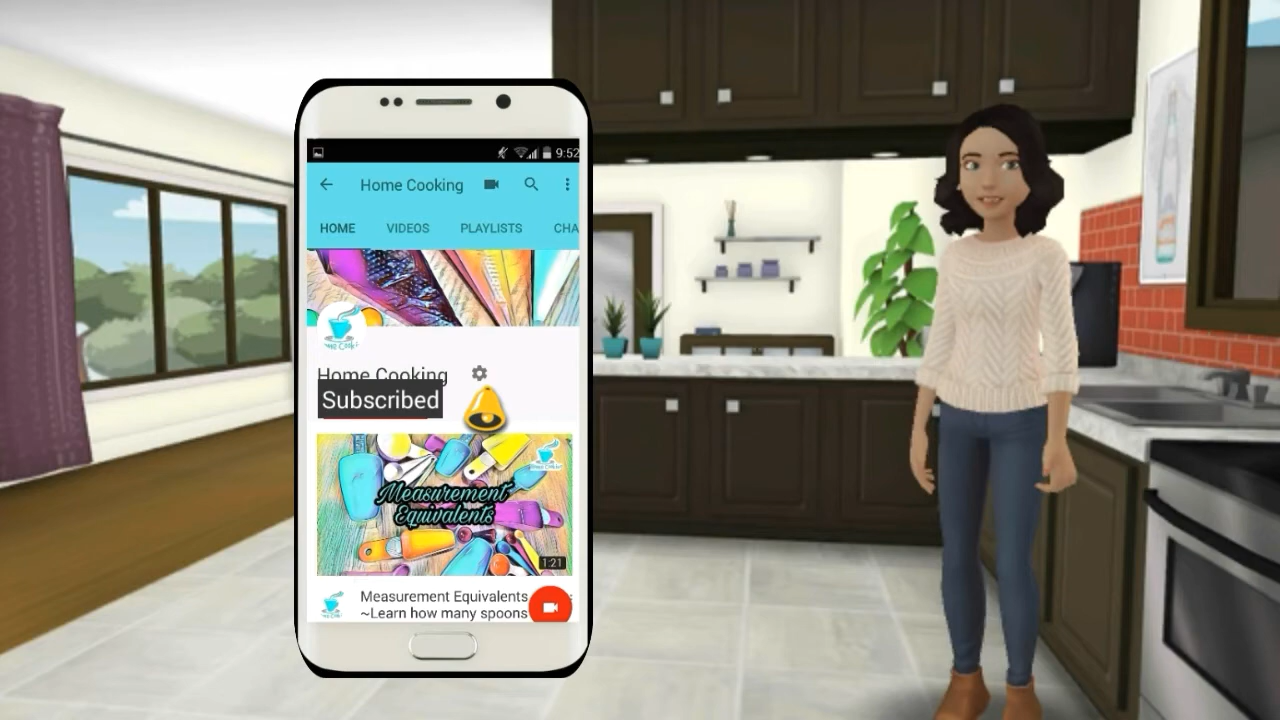 9:52
Home Cooking
HOME VIDEOS PLAYLISTS CHA
Home Cooking
Subscribed
Measurement
Equivalents
1:21
Measurement Equivalents
~Learn how many spoons